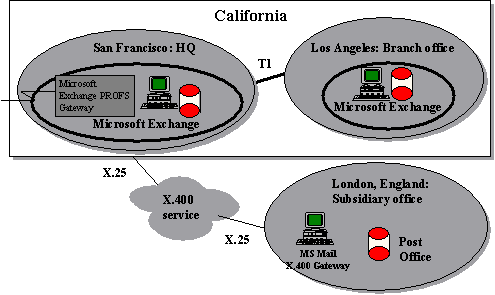 California
San Francisco: HQ
Los Angeles: Branch office
T1
Microsoft
Exchange PROFS
Gateway
Microsoft Exchange
Microsoft Exchange
X.25
X.400
service
X.25
London, England:
Subsidiary office
MS Mail
X.400 Gateway
Post
Office